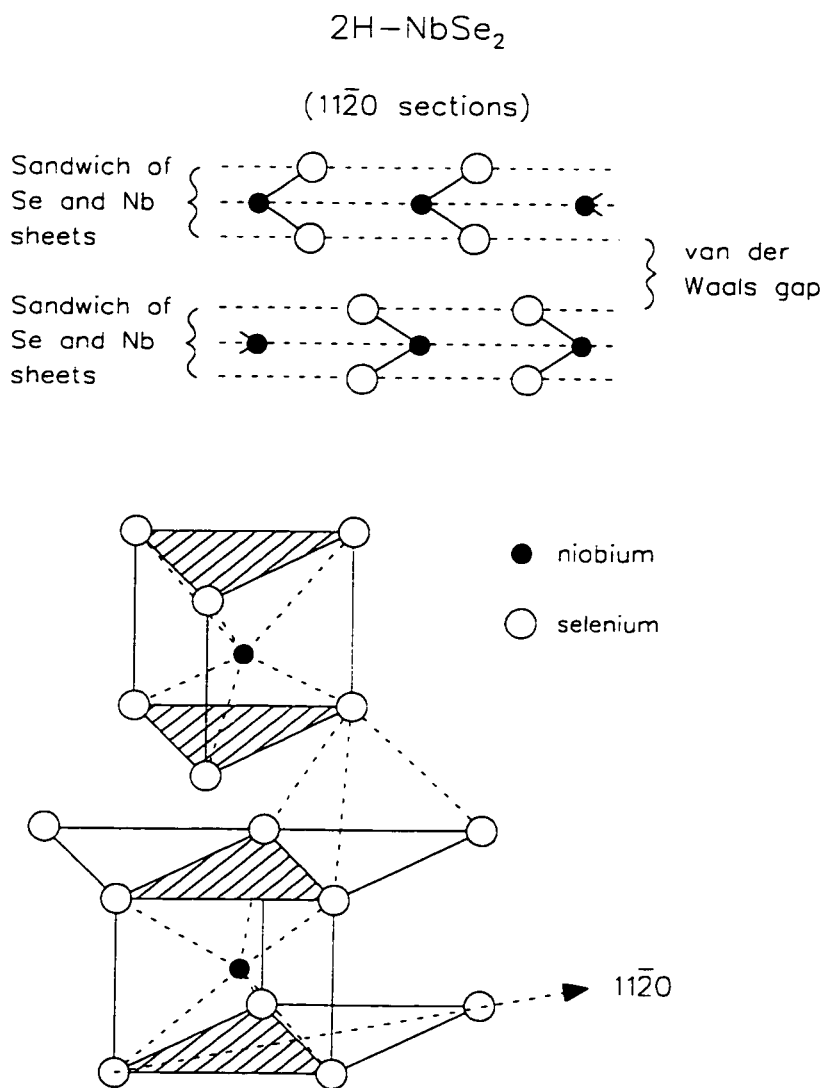 2H–NbSe₂
(112̄0 sections)
Sandwich of
Se and Nb
sheets
van der
Waals gap
Sandwich of
Se and Nb
sheets
niobium
selenium
112̄0